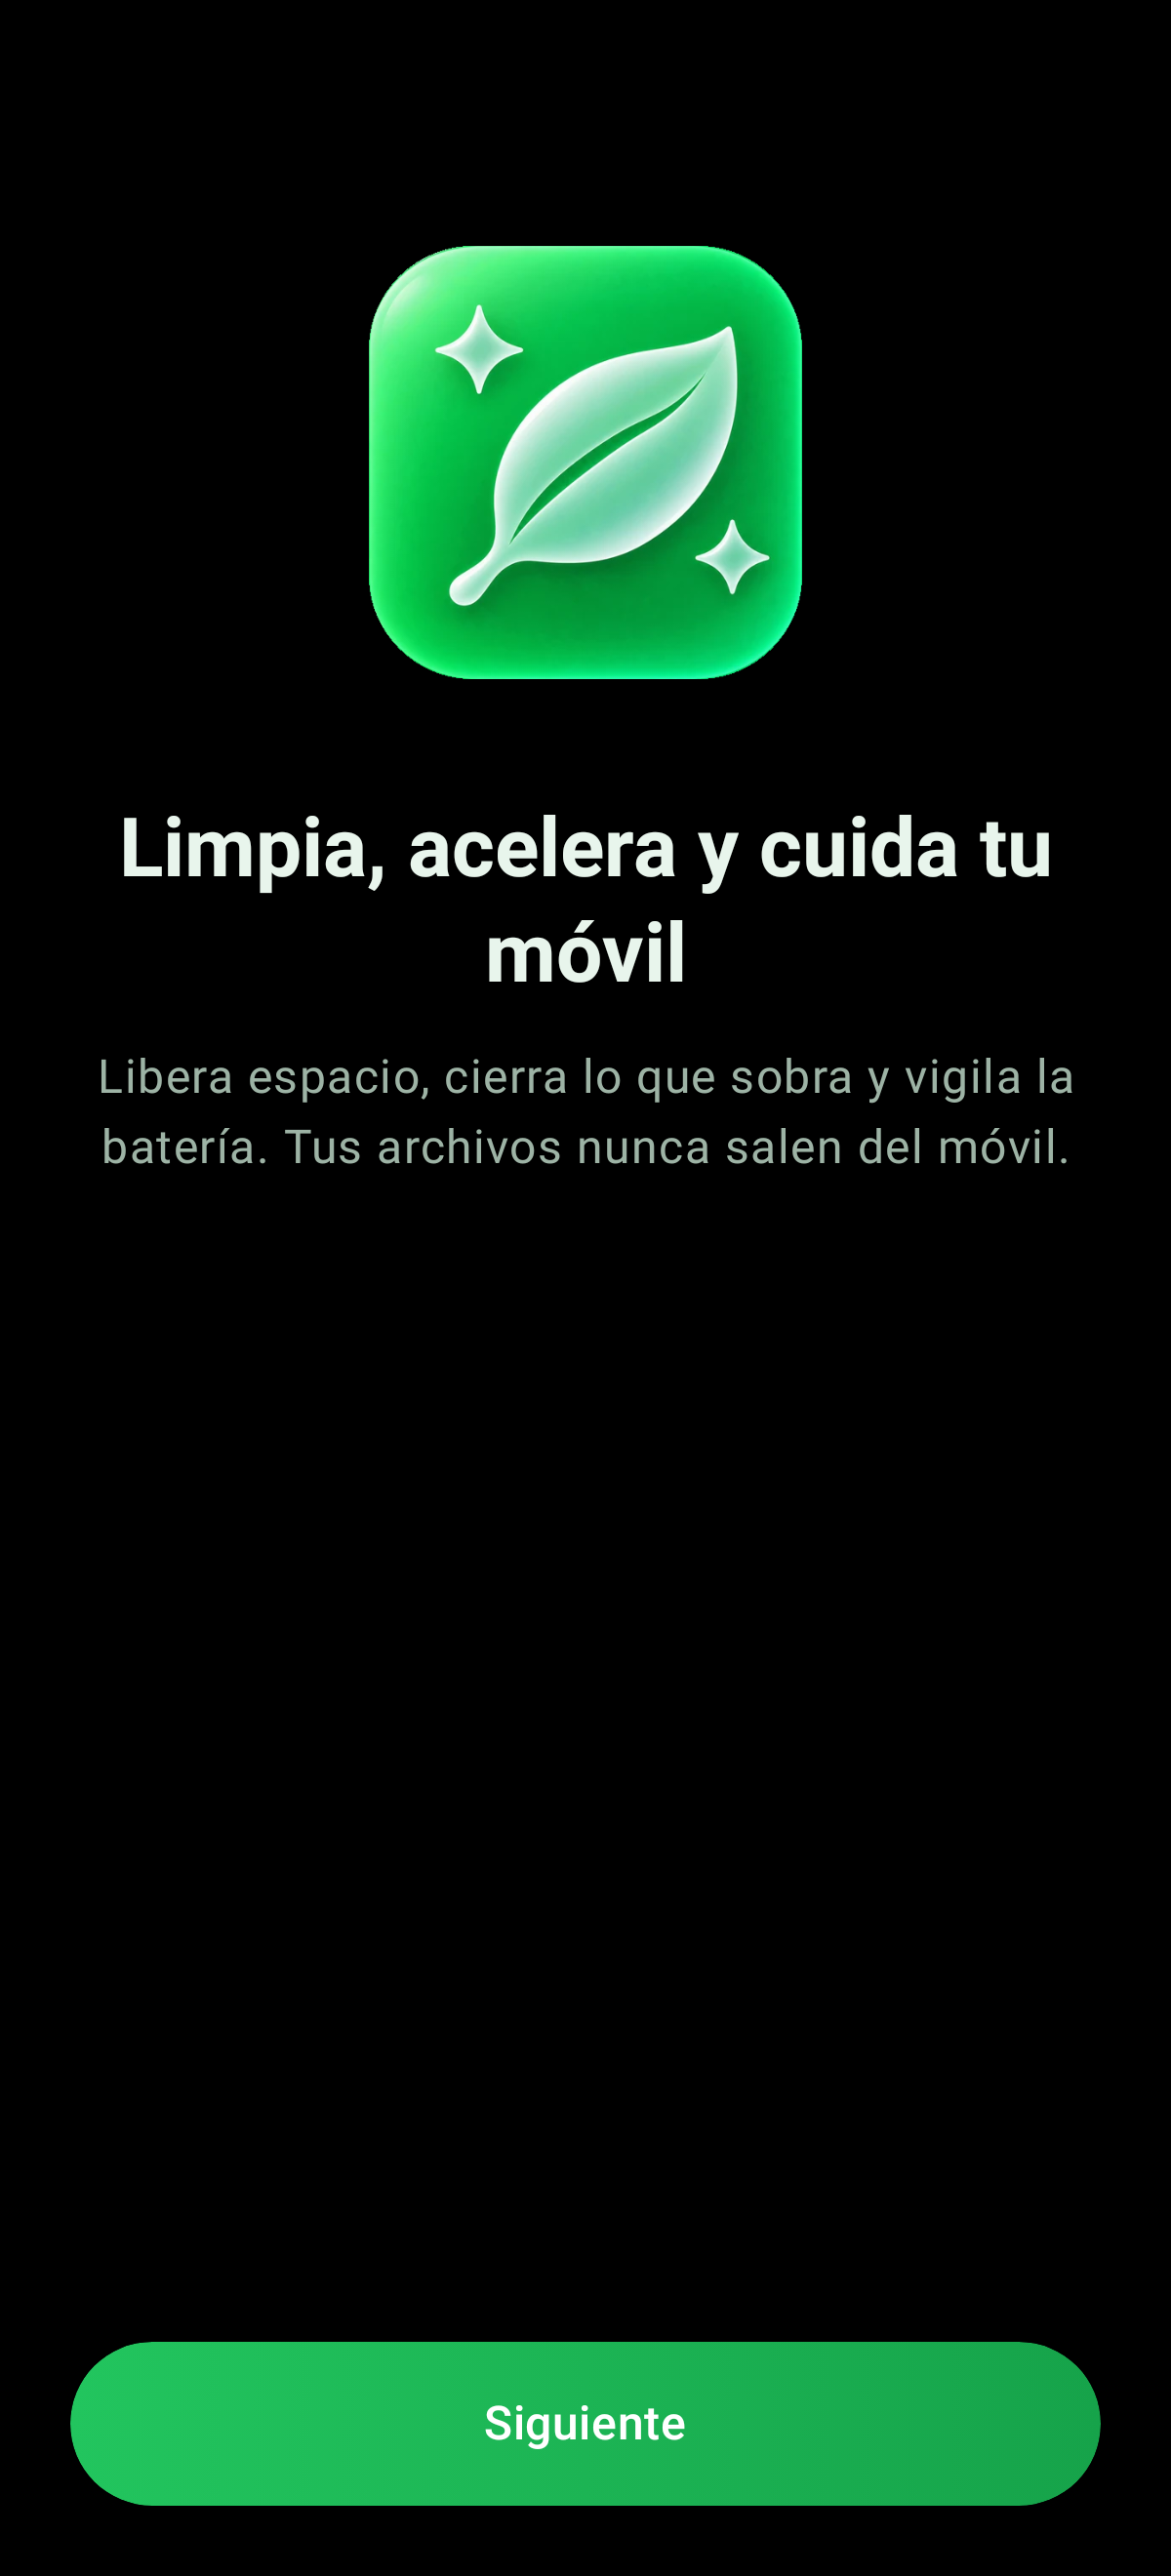 Limpia, acelera y cuida tu
móvil
Libera espacio, cierra lo que sobra y vigila la
batería. Tus archivos nunca salen del móvil.
Siguiente